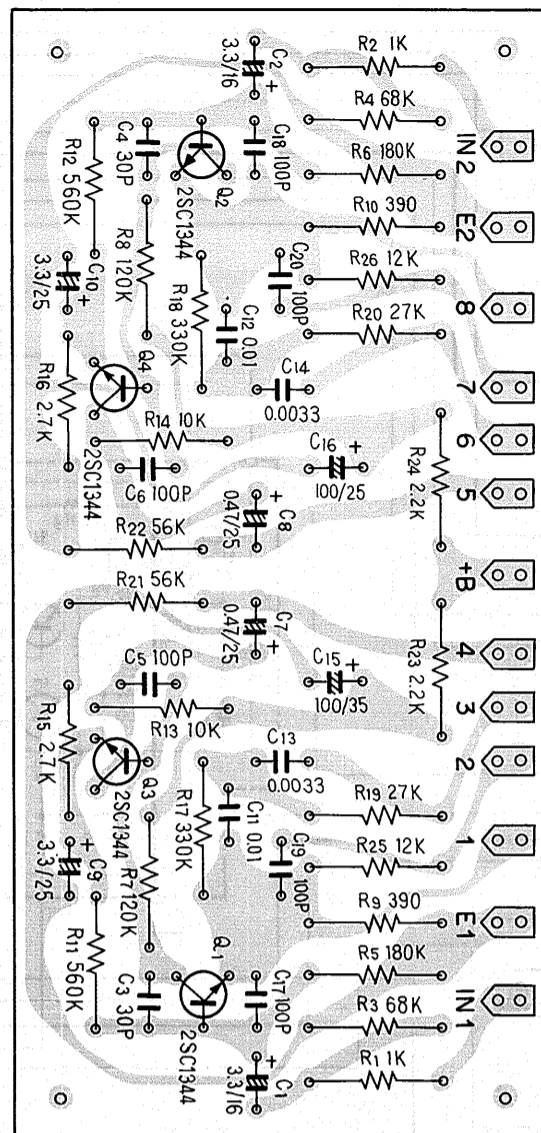 C2
3.3/16
+
R2 1K
R4 68K
R6 180K
R10 390
R26 12K
R20 27K
IN2
E2
8
7
6
5
+B
4
3
2
1
E1
IN1
R12 560K
C4 30P
Q2
2SC1344
C18 100P
C20
100P
R8 120K
C10
3.3/25
+
R18 330K
C12 0.01
C14
0.0033
Q4
2SC1344
R16 2.7K
R14 10K
C6 100P
C16
+
100/25
R24 2.2K
C8
+
0.47/25
R22 56K
R21 56K
C7
+
0.47/25
C5 100P
C15
+
100/35
R23 2.2K
R13 10K
R15 2.7K
C13
0.0033
Q3
2SC1344
R17 330K
C11 0.01
C19
100P
R19 27K
R25 12K
R9 390
R5 180K
R3 68K
R1 1K
C9
+
3.3/25
R7 120K
R11 560K
C3 30P
Q1
2SC1344
C17 100P
C1
+
3.3/16